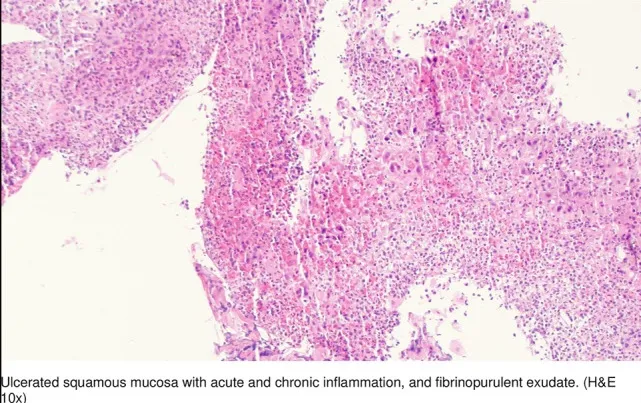 Ulcerated squamous mucosa with acute and chronic inflammation, and fibrinopurulent exudate. (H&E
10x)